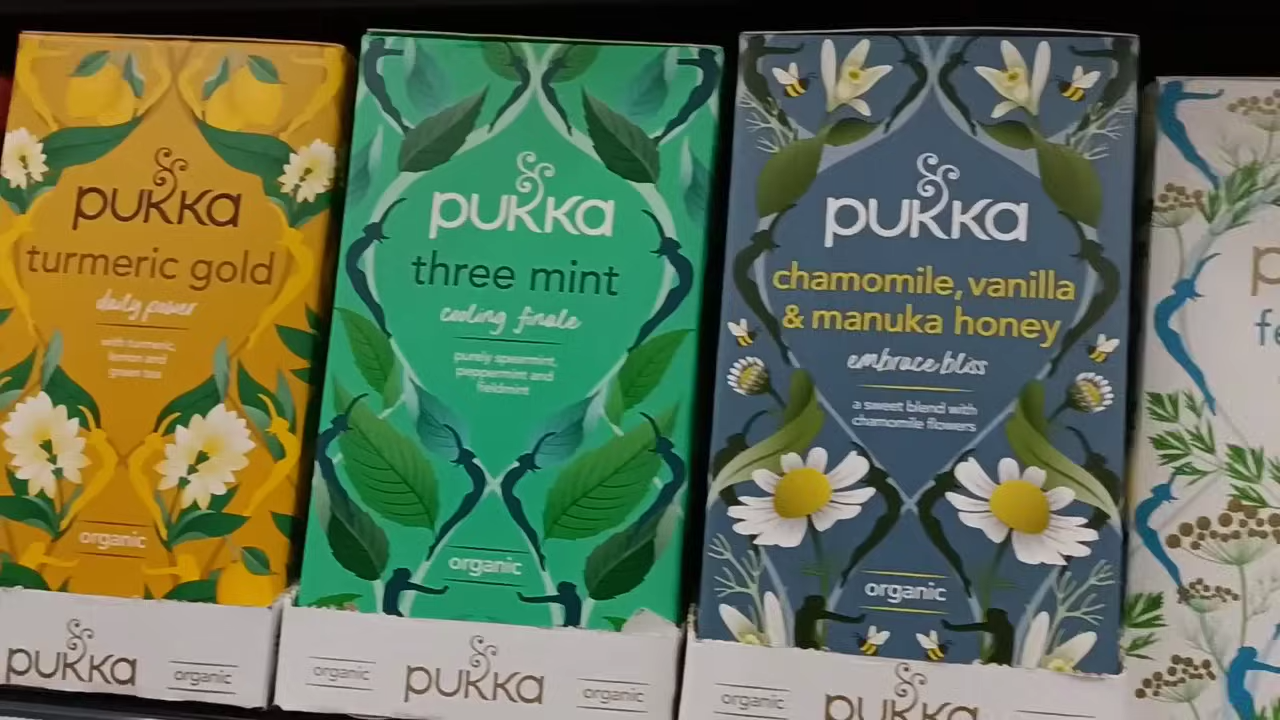 pukka
turmeric gold
daily power
with turmeric,
lemon and
green tea
organic
pukka
organic
pukka
three mint
cooling finale
purely spearmint,
peppermint and
fieldmint
organic
organic
pukka
organic
pukka
chamomile, vanilla
& manuka honey
embrace bliss
a sweet blend with
chamomile flowers
organic
organic
pukka